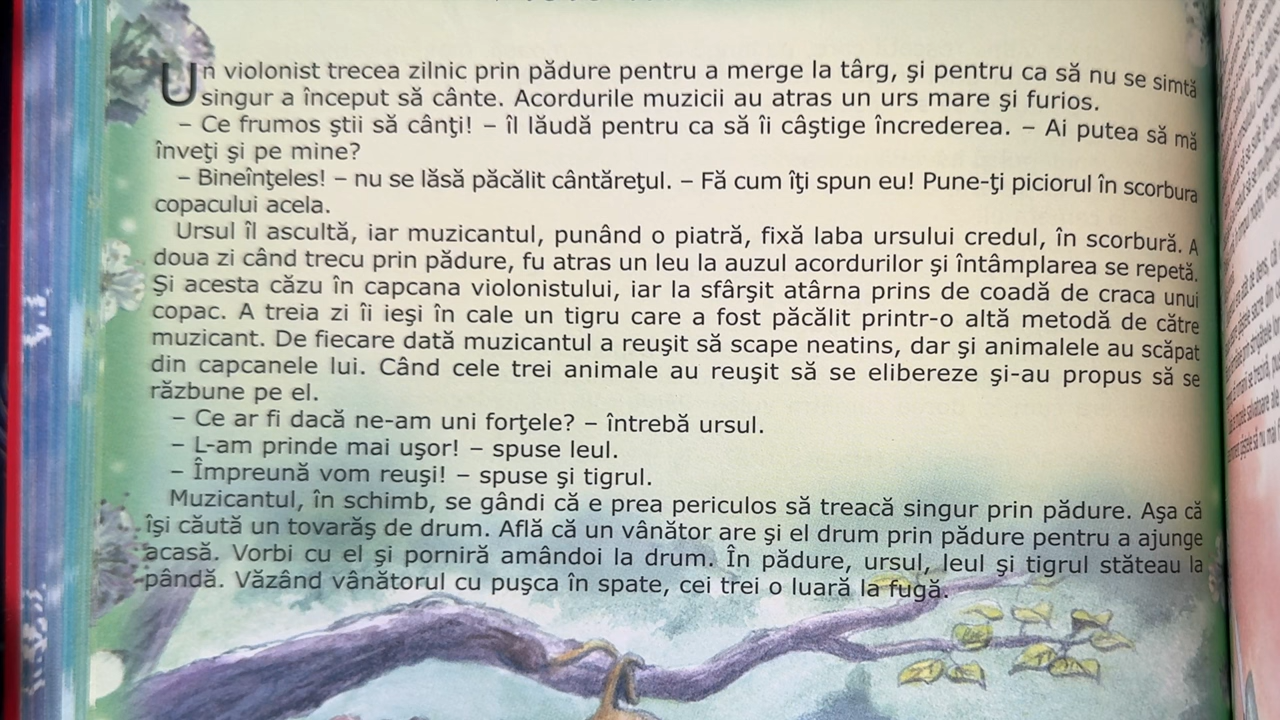 Un violonist trecea zilnic prin pădure pentru a merge la târg, şi pentru ca să nu se simtă
singur a început să cânte. Acordurile muzicii au atras un urs mare şi furios.
– Ce frumos ştii să cânţi! – îl lăudă pentru ca să îi câştige încrederea. – Ai putea să mă
înveţi şi pe mine?
– Bineînţeles! – nu se lăsă păcălit cântăreţul. – Fă cum îţi spun eu! Pune-ţi piciorul în scorbura
copacului acela.
Ursul îl ascultă, iar muzicantul, punând o piatră, fixă laba ursului credul, în scorbură. A
doua zi când trecu prin pădure, fu atras un leu la auzul acordurilor şi întâmplarea se repetă.
Şi acesta căzu în capcana violonistului, iar la sfârşit atârna prins de coadă de craca unui
copac. A treia zi îi ieşi în cale un tigru care a fost păcălit printr-o altă metodă de către
muzicant. De fiecare dată muzicantul a reuşit să scape neatins, dar şi animalele au scăpat
din capcanele lui. Când cele trei animale au reuşit să se elibereze şi-au propus să se
răzbune pe el.
– Ce ar fi dacă ne-am uni forţele? – întrebă ursul.
– L-am prinde mai uşor! – spuse leul.
– Împreună vom reuşi! – spuse şi tigrul.
Muzicantul, în schimb, se gândi că e prea periculos să treacă singur prin pădure. Aşa că
îşi căută un tovarăş de drum. Află că un vânător are şi el drum prin pădure pentru a ajunge
acasă. Vorbi cu el şi porniră amândoi la drum. În pădure, ursul, leul şi tigrul stăteau la
pândă. Văzând vânătorul cu puşca în spate, cei trei o luară la fugă.